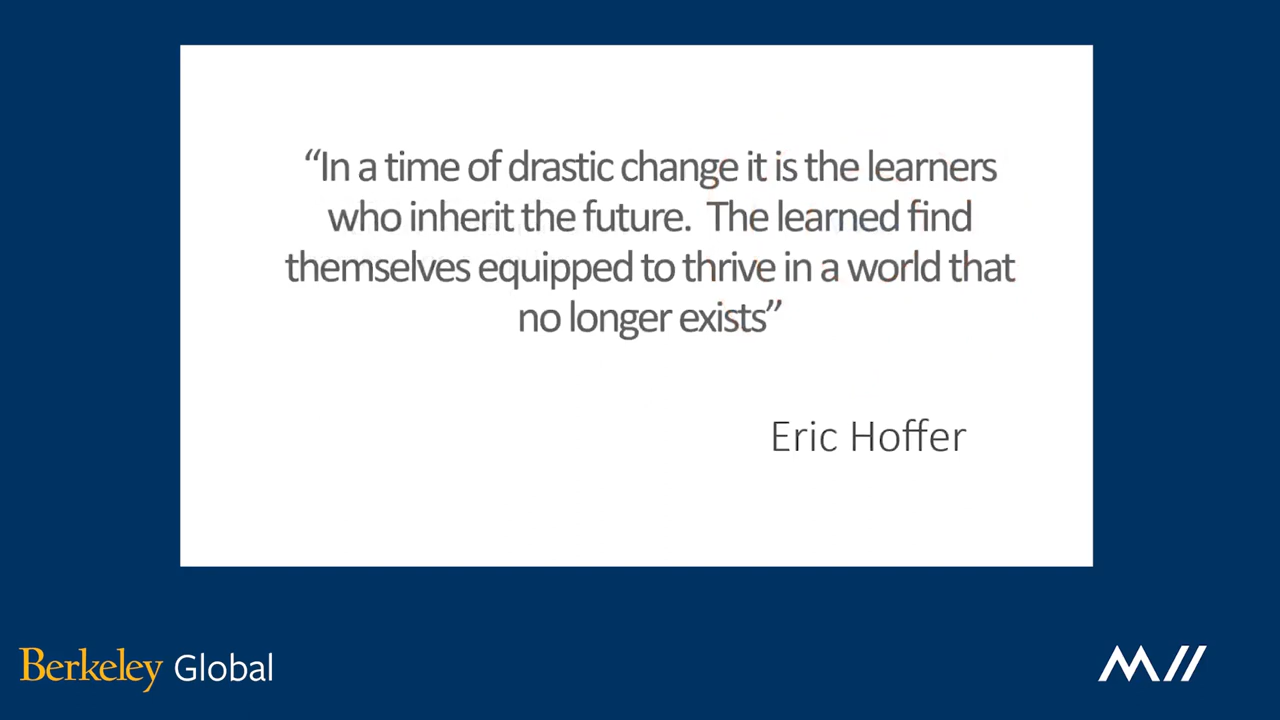 “In a time of drastic change it is the learners
who inherit the future.  The learned find
themselves equipped to thrive in a world that
no longer exists”
Eric Hoffer
Berkeley Global
M//